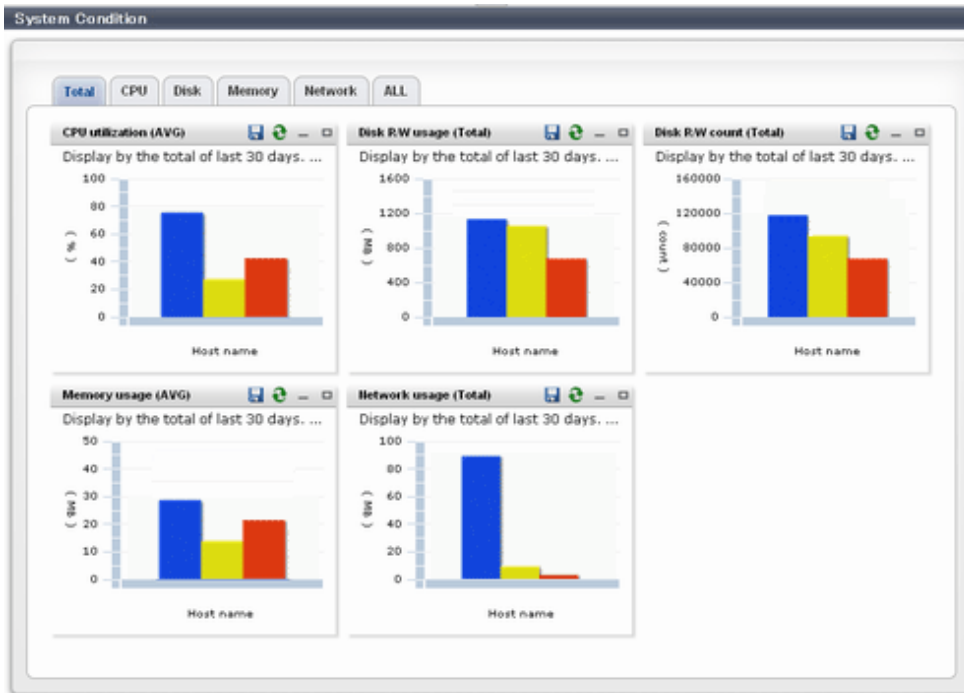 System Condition
Total CPU Disk Memory Network ALL
CPU utilization (AVG)
Display by the total of last 30 days. ...
100
80
60
40
20
0
( % )
Host name
Disk R/W usage (Total)
Display by the total of last 30 days. ...
1600
1200
800
400
0
( MB )
Host name
Disk R/W count (Total)
Display by the total of last 30 days. ...
160000
120000
80000
40000
0
( count )
Host name
Memory usage (AVG)
Display by the total of last 30 days. ...
50
40
30
20
10
0
( MB )
Host name
Network usage (Total)
Display by the total of last 30 days. ...
100
80
60
40
20
0
( MB )
Host name